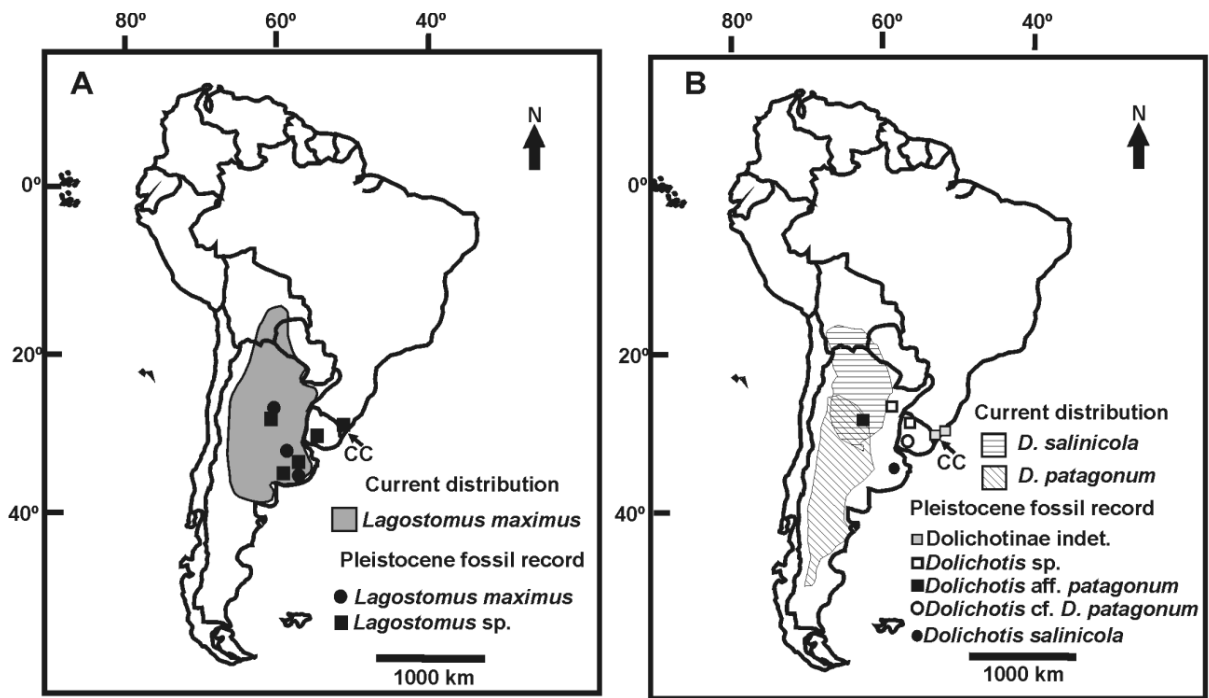 80º 60º 40º
A
N
0º
20º
40º
CC
Current distribution
Lagostomus maximus
Pleistocene fossil record
Lagostomus maximus
Lagostomus sp.
1000 km
80º 60º 40º
B
N
0º
20º
40º
CC
Current distribution
D. salinicola
D. patagonum
Pleistocene fossil record
Dolichotinae indet.
Dolichotis sp.
Dolichotis aff. patagonum
Dolichotis cf. D. patagonum
Dolichotis salinicola
1000 km